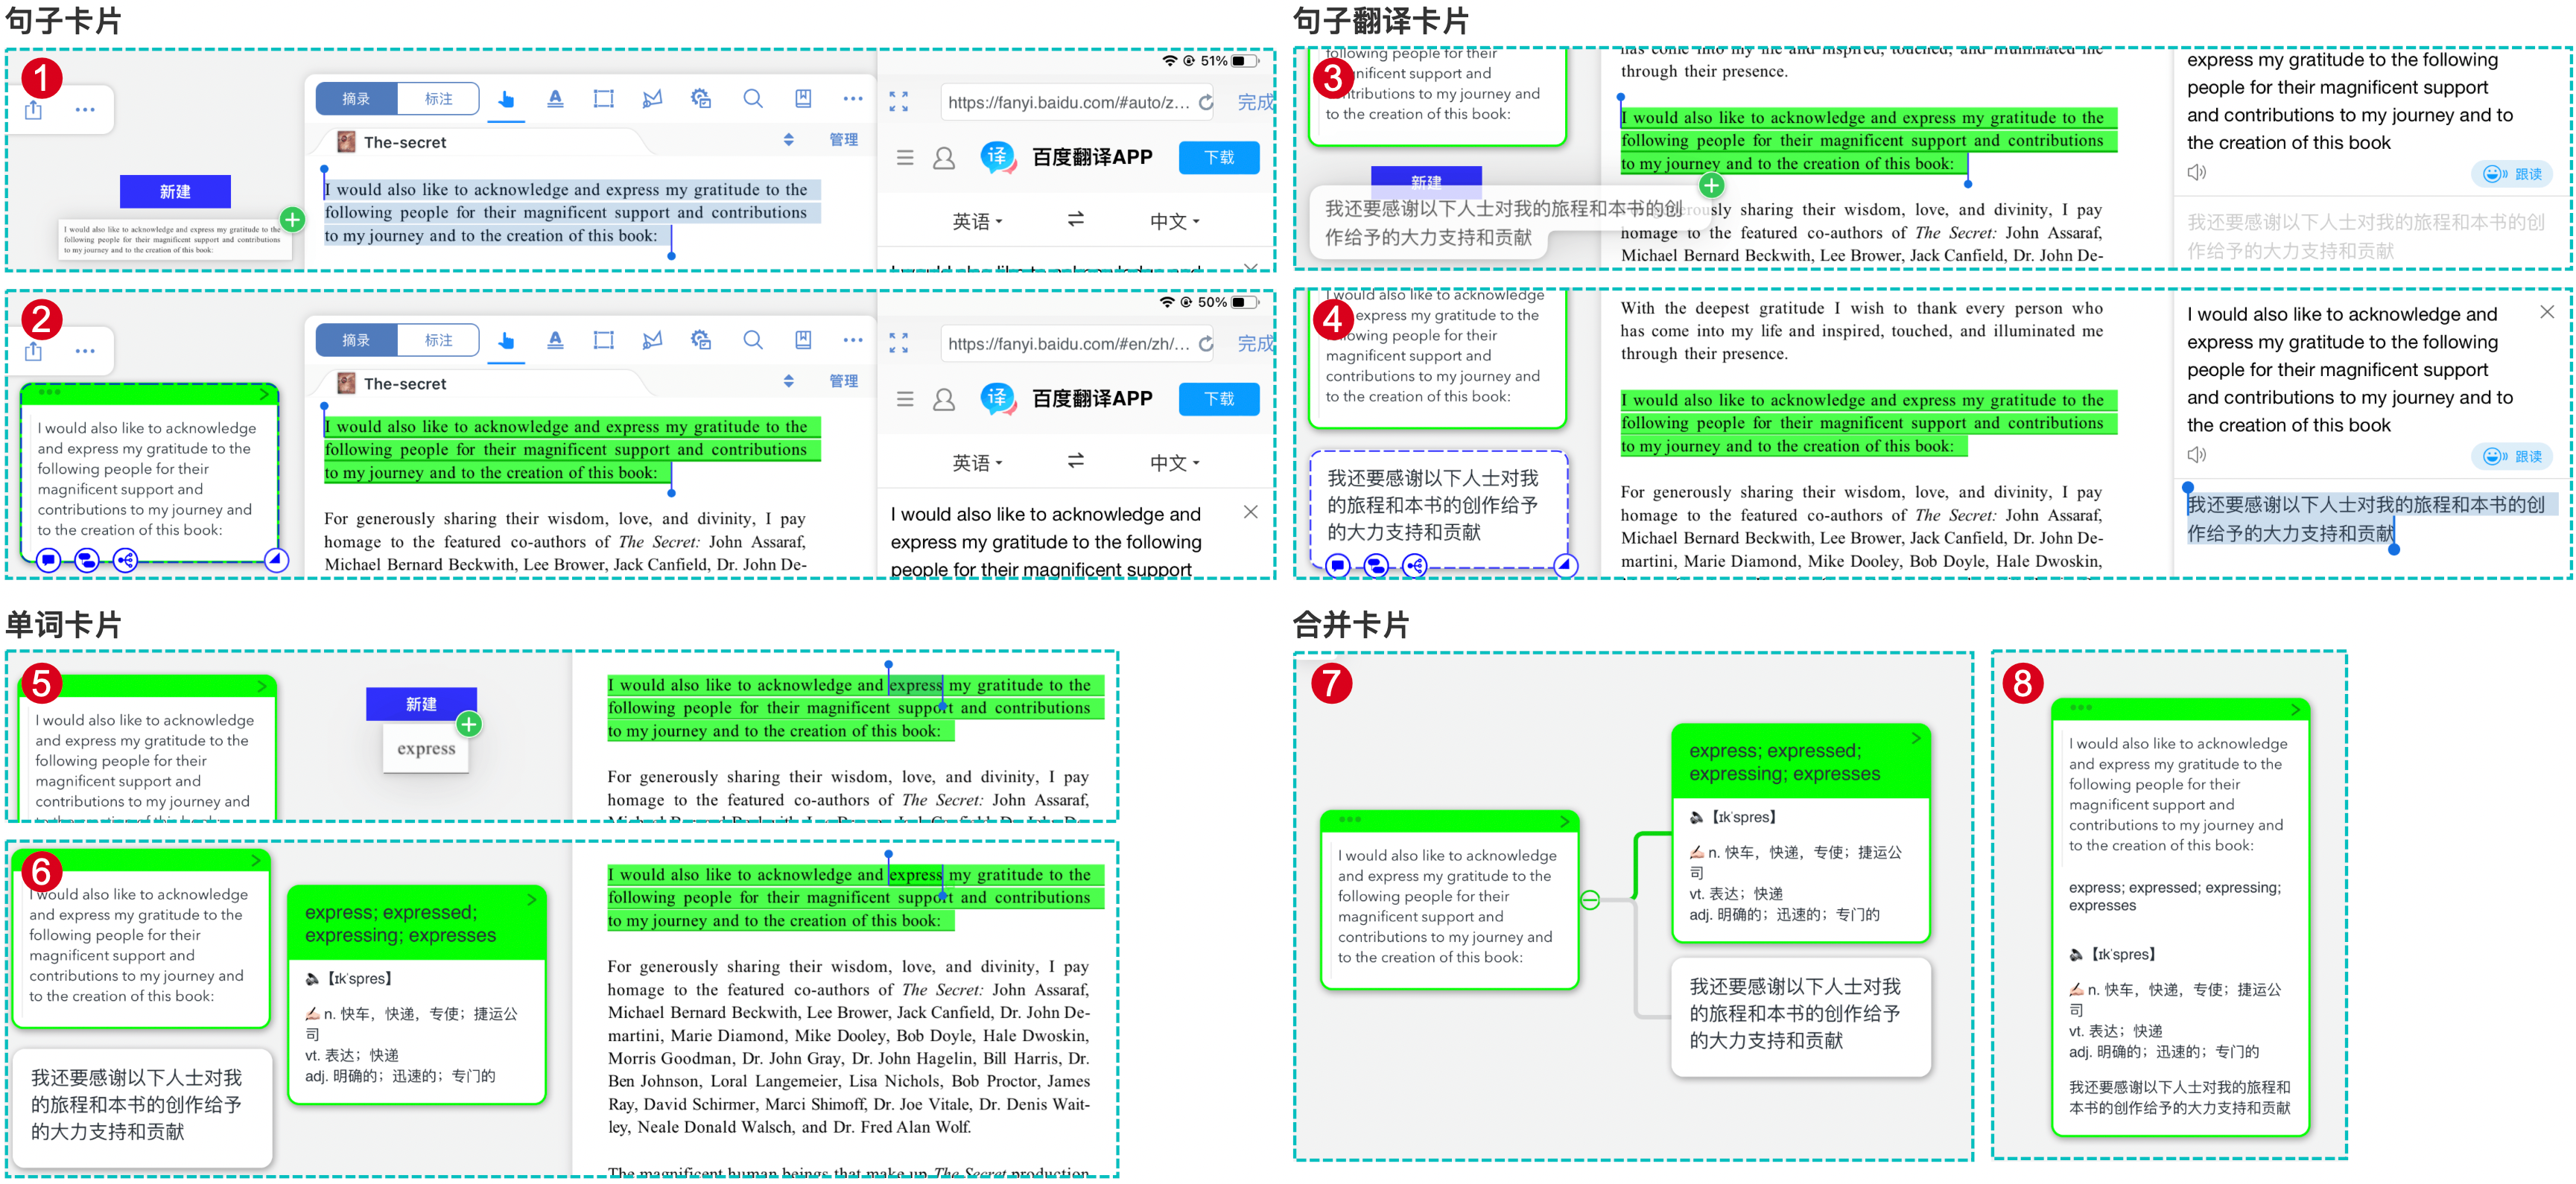 句子卡片
1
51%
摘录
标注
https://fanyi.baidu.com/#auto/z...
完成
The-secret
管理
译
百度翻译APP
下载
新建
I would also like to acknowledge and express my gratitude to the
following people for their magnificent support and contributions
to my journey and to the creation of this book:
I would also like to acknowledge and express my gratitude to the
following people for their magnificent support and contributions
to my journey and to the creation of this book:
英语
中文
2
50%
摘录
标注
https://fanyi.baidu.com/#en/zh/...
完成
The-secret
管理
译
百度翻译APP
下载
I would also like to acknowledge
and express my gratitude to the
following people for their
magnificent support and
contributions to my journey and
to the creation of this book:
I would also like to acknowledge and express my gratitude to the
following people for their magnificent support and contributions
to my journey and to the creation of this book:
For generously sharing their wisdom, love, and divinity, I pay
homage to the featured co-authors of The Secret: John Assaraf,
Michael Bernard Beckwith, Lee Brower, Jack Canfield, Dr. John De-
英语
中文
I would also like to acknowledge and
express my gratitude to the following
people for their magnificent support
句子翻译卡片
3
following people for their
magnificent support and
contributions to my journey and
to the creation of this book:
新建
我还要感谢以下人士对我的旅程和本书的创
作给予的大力支持和贡献
has come into my life and inspired, touched, and illuminated me
through their presence.
I would also like to acknowledge and express my gratitude to the
following people for their magnificent support and contributions
to my journey and to the creation of this book:
sly sharing their wisdom, love, and divinity, I pay
homage to the featured co-authors of The Secret: John Assaraf,
Michael Bernard Beckwith, Lee Brower, Jack Canfield, Dr. John De-
express my gratitude to the following
people for their magnificent support
and contributions to my journey and to
the creation of this book
跟读
我还要感谢以下人士对我的旅程和本书的创
作给予的大力支持和贡献
4
I would also like to acknowledge
express my gratitude to the
following people for their
magnificent support and
contributions to my journey and
to the creation of this book:
我还要感谢以下人士对我
的旅程和本书的创作给予
的大力支持和贡献
With the deepest gratitude I wish to thank every person who
has come into my life and inspired, touched, and illuminated me
through their presence.
I would also like to acknowledge and express my gratitude to the
following people for their magnificent support and contributions
to my journey and to the creation of this book:
For generously sharing their wisdom, love, and divinity, I pay
homage to the featured co-authors of The Secret: John Assaraf,
Michael Bernard Beckwith, Lee Brower, Jack Canfield, Dr. John De-
martini, Marie Diamond, Mike Dooley, Bob Doyle, Hale Dwoskin,
I would also like to acknowledge and
express my gratitude to the following
people for their magnificent support
and contributions to my journey and to
the creation of this book
跟读
我还要感谢以下人士对我的旅程和本书的创
作给予的大力支持和贡献
单词卡片
5
I would also like to acknowledge
and express my gratitude to the
following people for their
magnificent support and
contributions to my journey and
to the creation of this book:
新建
express
I would also like to acknowledge and express my gratitude to the
following people for their magnificent support and contributions
to my journey and to the creation of this book:
For generously sharing their wisdom, love, and divinity, I pay
homage to the featured co-authors of The Secret: John Assaraf,
Michael Bernard Beckwith, Lee Brower, Jack Canfield, Dr. John De-
6
I would also like to acknowledge
and express my gratitude to the
following people for their
magnificent support and
contributions to my journey and
to the creation of this book:
我还要感谢以下人士对我
的旅程和本书的创作给予
的大力支持和贡献
express; expressed;
expressing; expresses
【ɪkˈspres】
n. 快车，快递，专使；捷运公
司
vt. 表达；快递
adj. 明确的；迅速的；专门的
I would also like to acknowledge and express my gratitude to the
following people for their magnificent support and contributions
to my journey and to the creation of this book:
For generously sharing their wisdom, love, and divinity, I pay
homage to the featured co-authors of The Secret: John Assaraf,
Michael Bernard Beckwith, Lee Brower, Jack Canfield, Dr. John De-
martini, Marie Diamond, Mike Dooley, Bob Doyle, Hale Dwoskin,
Morris Goodman, Dr. John Gray, Dr. John Hagelin, Bill Harris, Dr.
Ben Johnson, Loral Langemeier, Lisa Nichols, Bob Proctor, James
Ray, David Schirmer, Marci Shimoff, Dr. Joe Vitale, Dr. Denis Wait-
ley, Neale Donald Walsch, and Dr. Fred Alan Wolf.
The magnificent human beings that make up The Secret production
合并卡片
7
I would also like to acknowledge
and express my gratitude to the
following people for their
magnificent support and
contributions to my journey and
to the creation of this book:
express; expressed;
expressing; expresses
【ɪkˈspres】
n. 快车，快递，专使；捷运公
司
vt. 表达；快递
adj. 明确的；迅速的；专门的
我还要感谢以下人士对我
的旅程和本书的创作给予
的大力支持和贡献
8
I would also like to acknowledge
and express my gratitude to the
following people for their
magnificent support and
contributions to my journey and
to the creation of this book:
express; expressed; expressing;
expresses
【ɪkˈspres】
n. 快车，快递，专使；捷运公
司
vt. 表达；快递
adj. 明确的；迅速的；专门的
我还要感谢以下人士对我的旅程和
本书的创作给予的大力支持和贡献